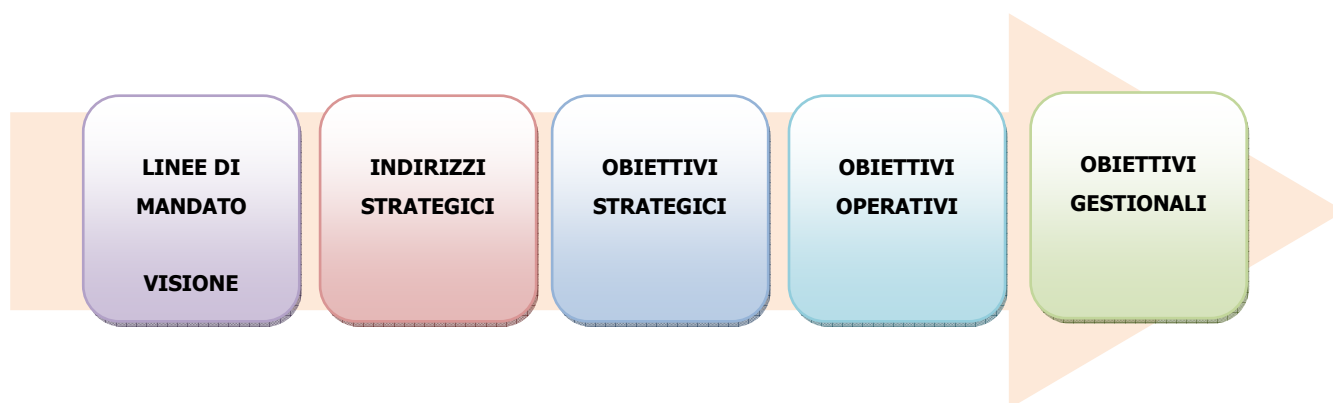 LINEE DI
MANDATO
VISIONE
INDIRIZZI
STRATEGICI
OBIETTIVI
STRATEGICI
OBIETTIVI
OPERATIVI
OBIETTIVI
GESTIONALI